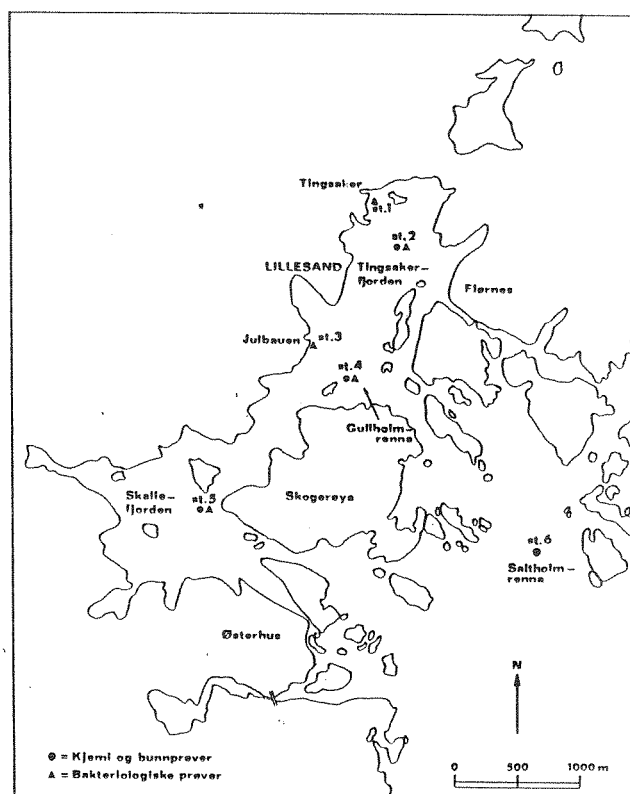 Tingsaker
st.1
st.2
LILLESAND
Tingsaker-
fjorden
Flørnes
Julbauen
st.3
st.4
Gullholm-
renna
Skalle-
fjorden
st.5
Skogerøya
st.6
Saltholm-
renna
Østerhus
N
= Kjemi og bunnprøver
= Bakteriologiske prøver
0 500 1000 m